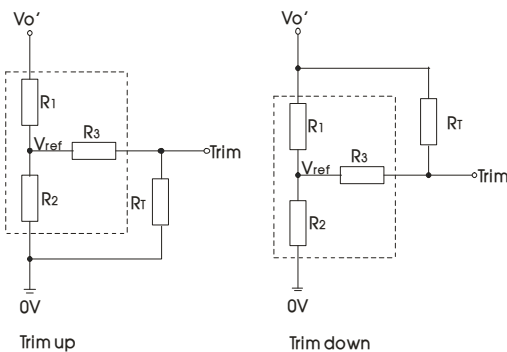 Vo'
R1
Vref
R3
Trim
R2
RT
0V
Trim up
Vo'
R1
RT
Vref
R3
Trim
R2
0V
Trim down